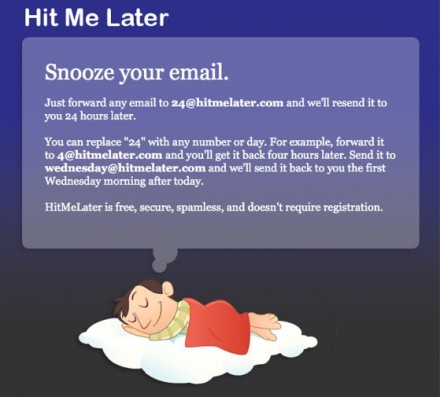 Hit Me Later
Snooze your email.
Just forward any email to 24@hitmelater.com and we'll resend it to
you 24 hours later.
You can replace "24" with any number or day. For example, forward it
to 4@hitmelater.com and you'll get it back four hours later. Send it to
wednesday@hitmelater.com and we'll send it back to you the first
Wednesday morning after today.
HitMeLater is free, secure, spamless, and doesn't require registration.